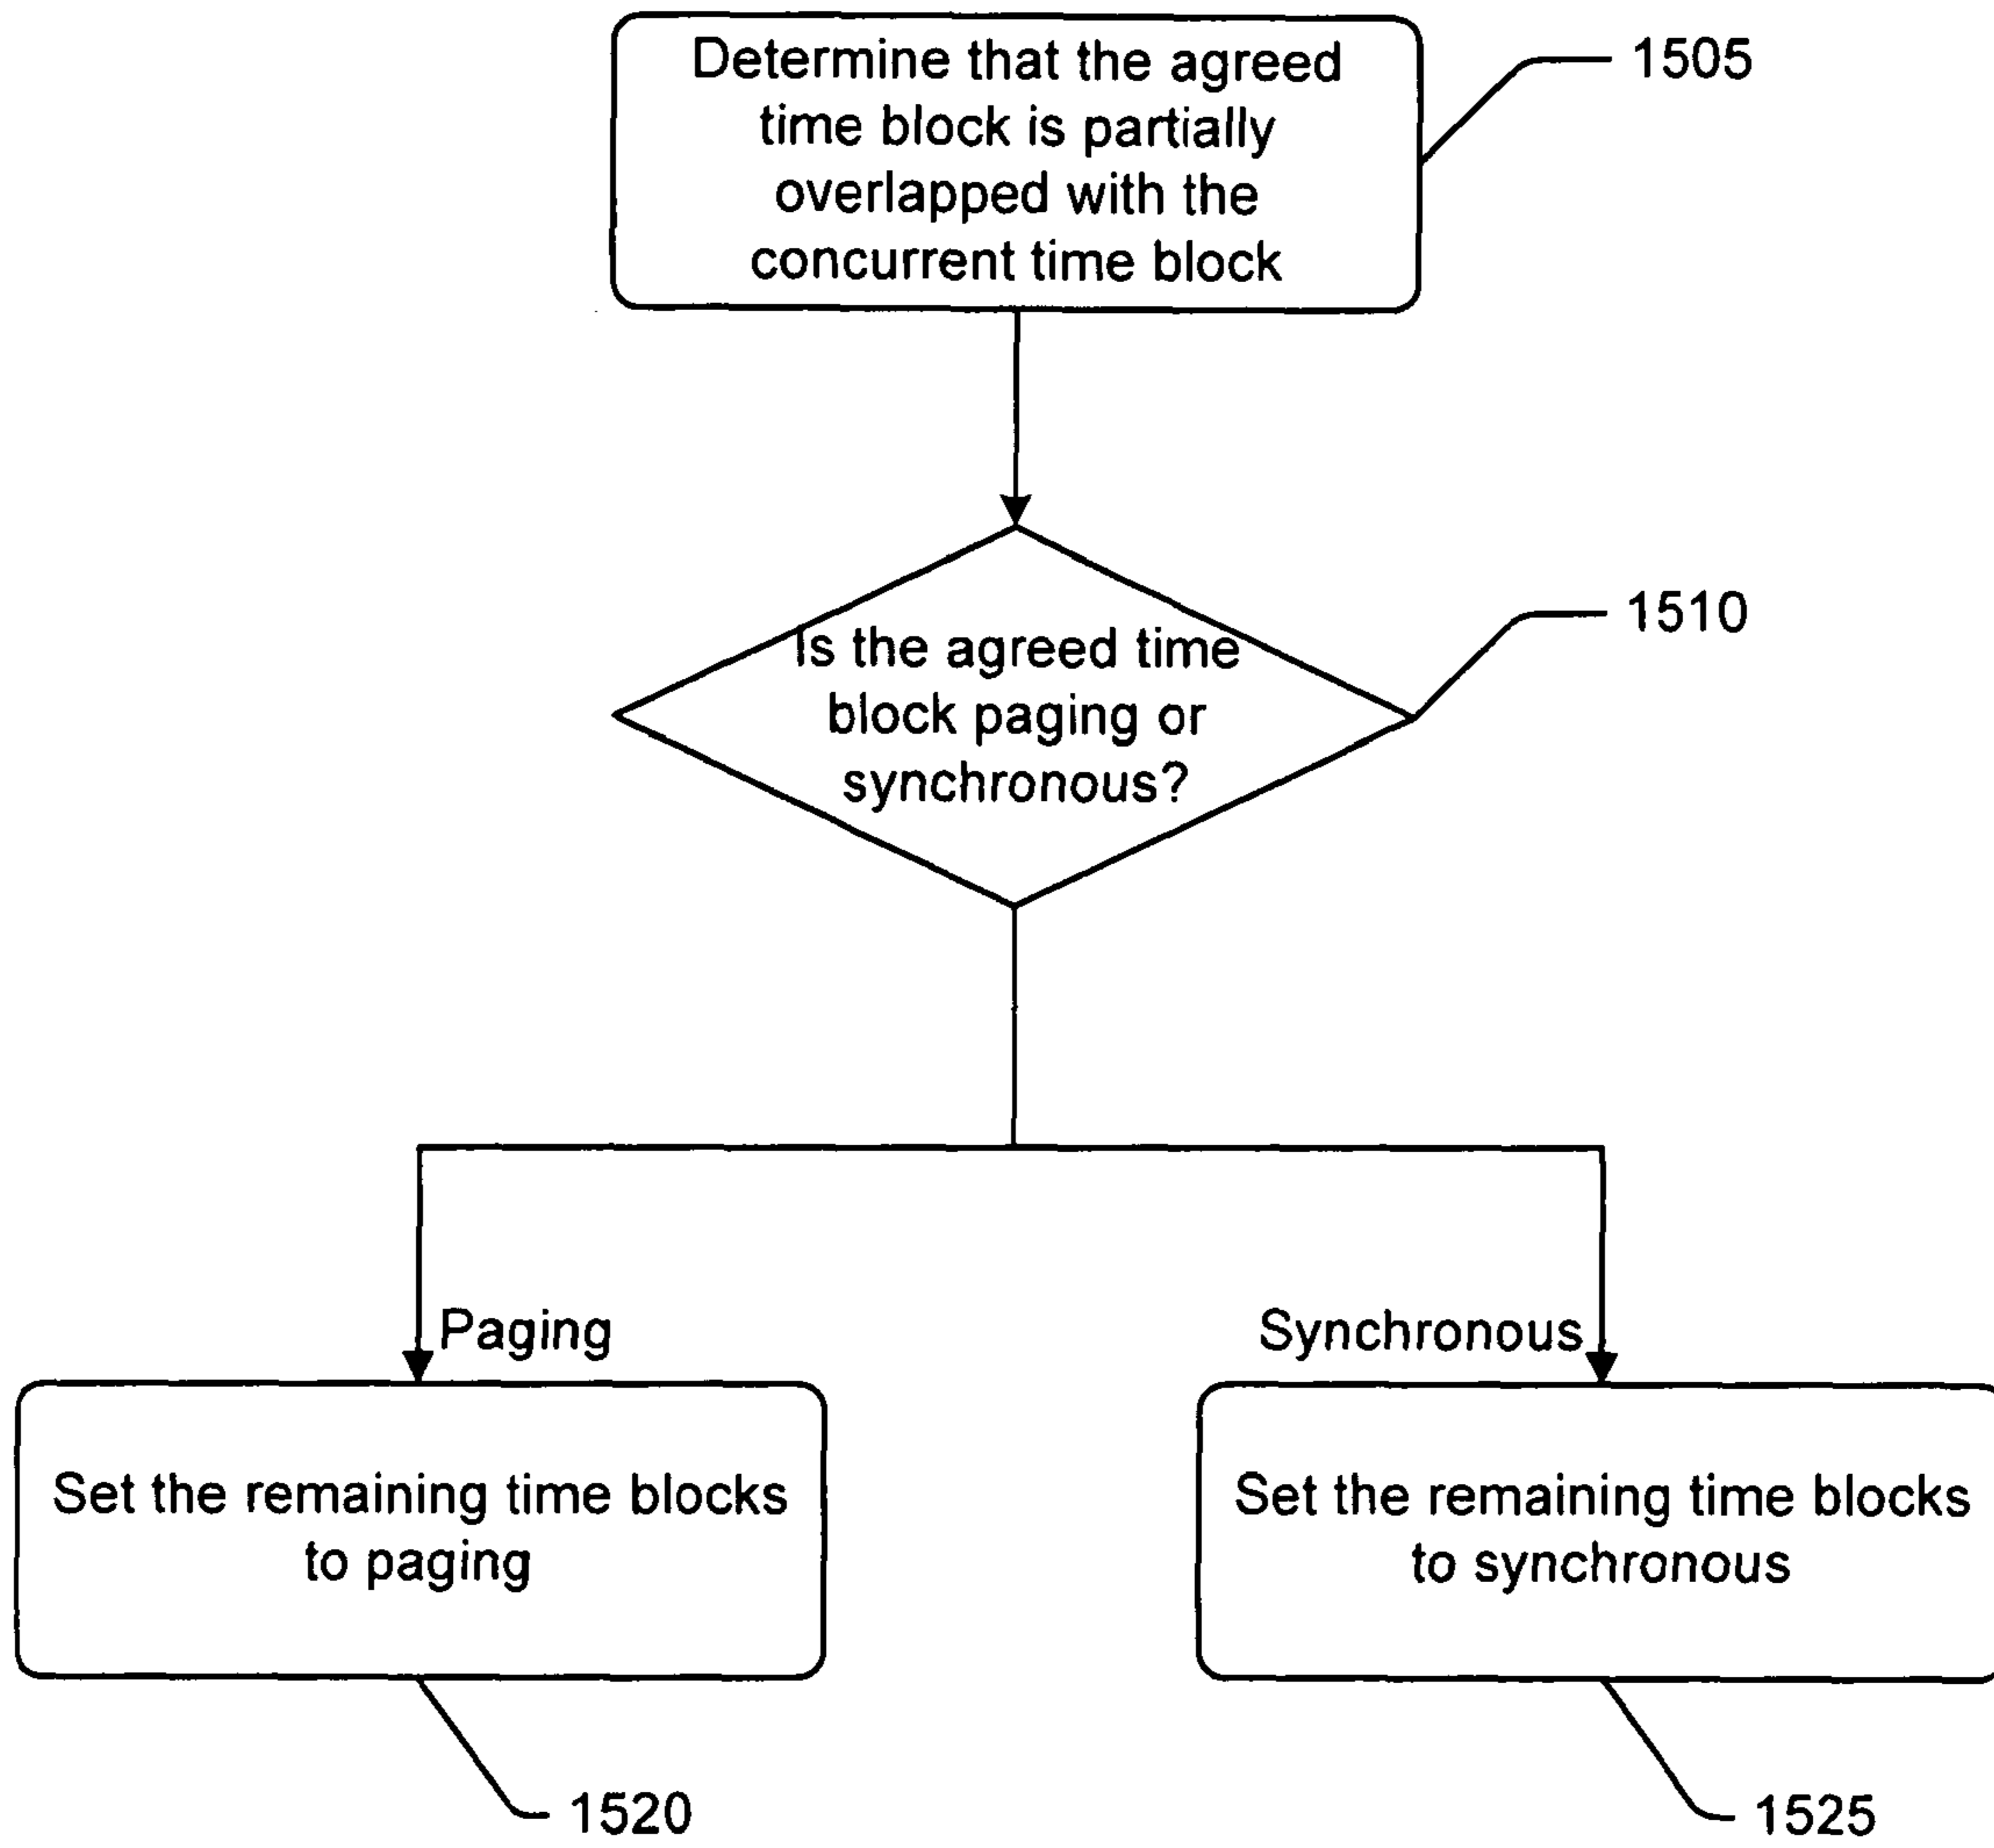 Determine that the agreed
time block is partially
overlapped with the
concurrent time block
1505
Is the agreed time
block paging or
synchronous?
1510
Paging
Synchronous
Set the remaining time blocks
to paging
Set the remaining time blocks
to synchronous
1520
1525